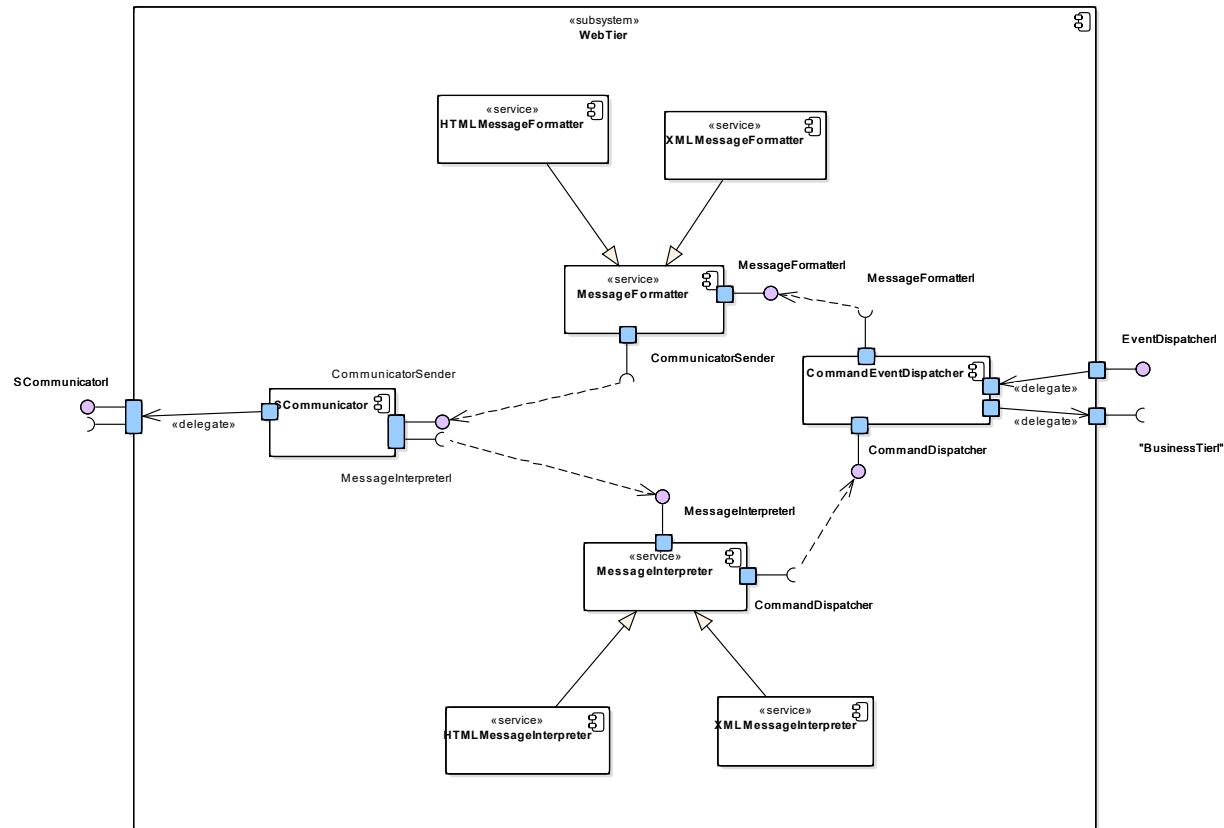 «subsystem»
WebTier
«service»
HTMLMessageFormatter
«service»
XMLMessageFormatter
«service»
MessageFormatter
MessageFormatterI
MessageFormatterI
EventDispatcherI
CommunicatorSender
CommandEventDispatcher
SCommunicatorI
CommunicatorSender
«delegate»
SCommunicator
«delegate»
«delegate»
"BusinessTierI"
CommandDispatcher
MessageInterpreterI
MessageInterpreterI
«service»
MessageInterpreter
CommandDispatcher
«service»
HTMLMessageInterpreter
«service»
XMLMessageInterpreter